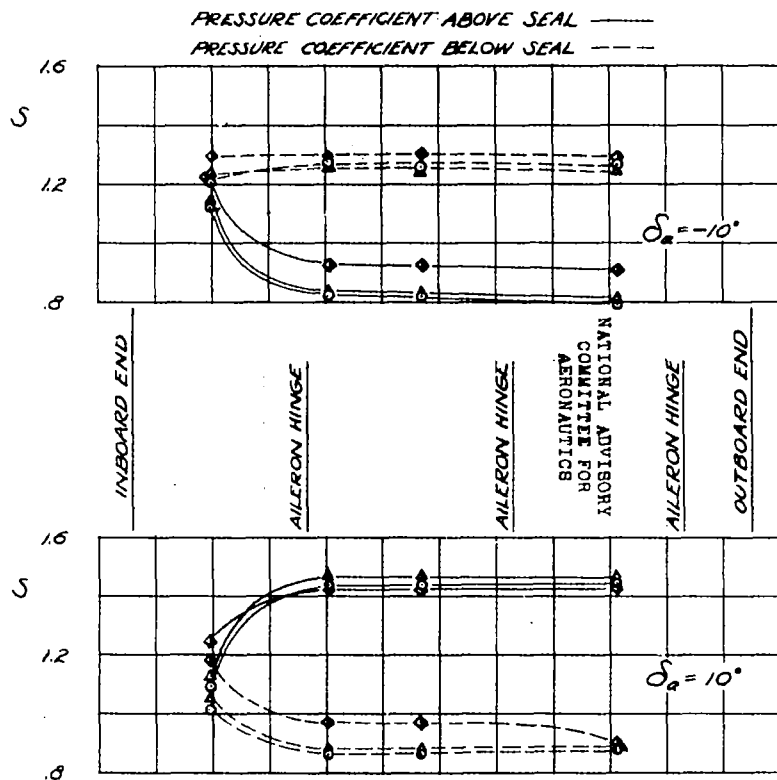 PRESSURE COEFFICIENT ABOVE SEAL
PRESSURE COEFFICIENT BELOW SEAL
1.6
S
1.2
δa = -10°
.8
INBOARD END
AILERON HINGE
AILERON HINGE
NATIONAL ADVISORY
COMMITTEE FOR
AERONAUTICS
AILERON HINGE
OUTBOARD END
1.6
S
1.2
δa = 10°
.8